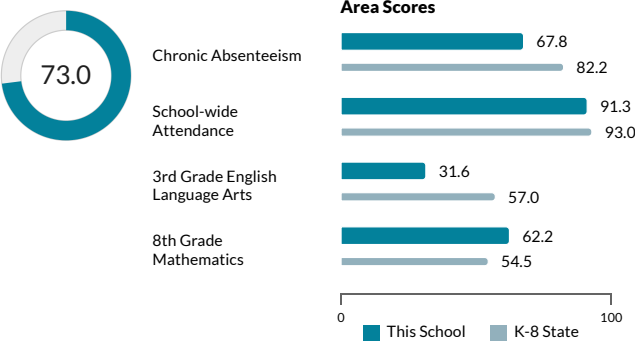 Area Scores
73.0
Chronic Absenteeism
67.8
82.2
School-wide
Attendance
91.3
93.0
3rd Grade English
Language Arts
31.6
57.0
8th Grade
Mathematics
62.2
54.5
0
100
This School
K-8 State